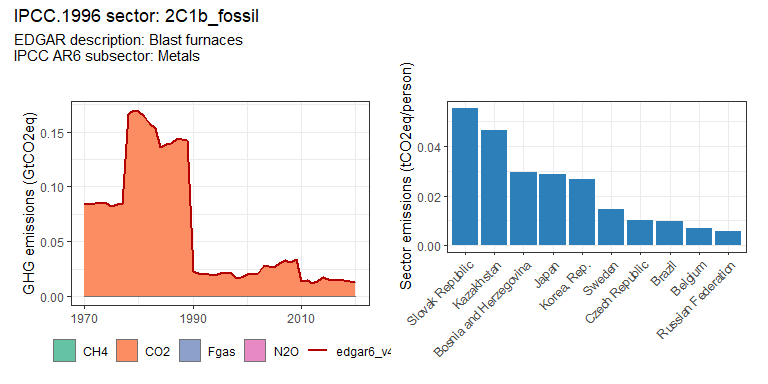 IPCC.1996 sector: 2C1b_fossil
EDGAR description: Blast furnaces
IPCC AR6 subsector: Metals
GHG emissions (GtCO2eq)
0.15
0.10
0.05
0.00
1970
1990
2010
CH4
CO2
Fgas
N2O
edgar6_v4
Sector emissions (tCO2eq/person)
0.04
0.02
0.00
Slovak Republic
Kazakhstan
Bosnia and Herzegovina
Japan
Korea, Rep.
Sweden
Czech Republic
Brazil
Belgium
Russian Federation